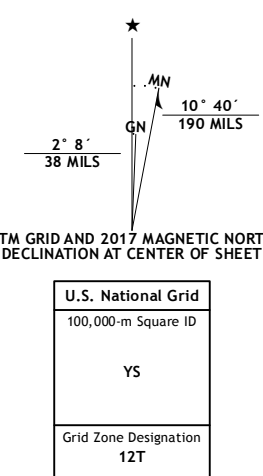 ★
MN
10° 40´
190 MILS
GN
2° 8´
38 MILS
TM GRID AND 2017 MAGNETIC NORT
DECLINATION AT CENTER OF SHEET
U.S. National Grid
100,000-m Square ID
YS
Grid Zone Designation
12T